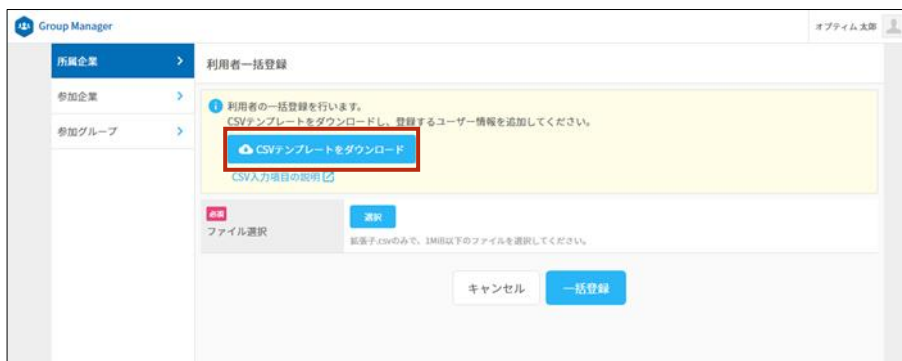 Group Manager
オプティム 太郎
所属企業
参加企業
参加グループ
利用者一括登録
利用者の一括登録を行います。
CSVテンプレートをダウンロードし、登録するユーザー情報を追加してください。
CSVテンプレートをダウンロード
CSV入力項目の説明
必須
ファイル選択
選択
拡張子.csvのみで、1MiB以下のファイルを選択してください。
キャンセル
一括登録